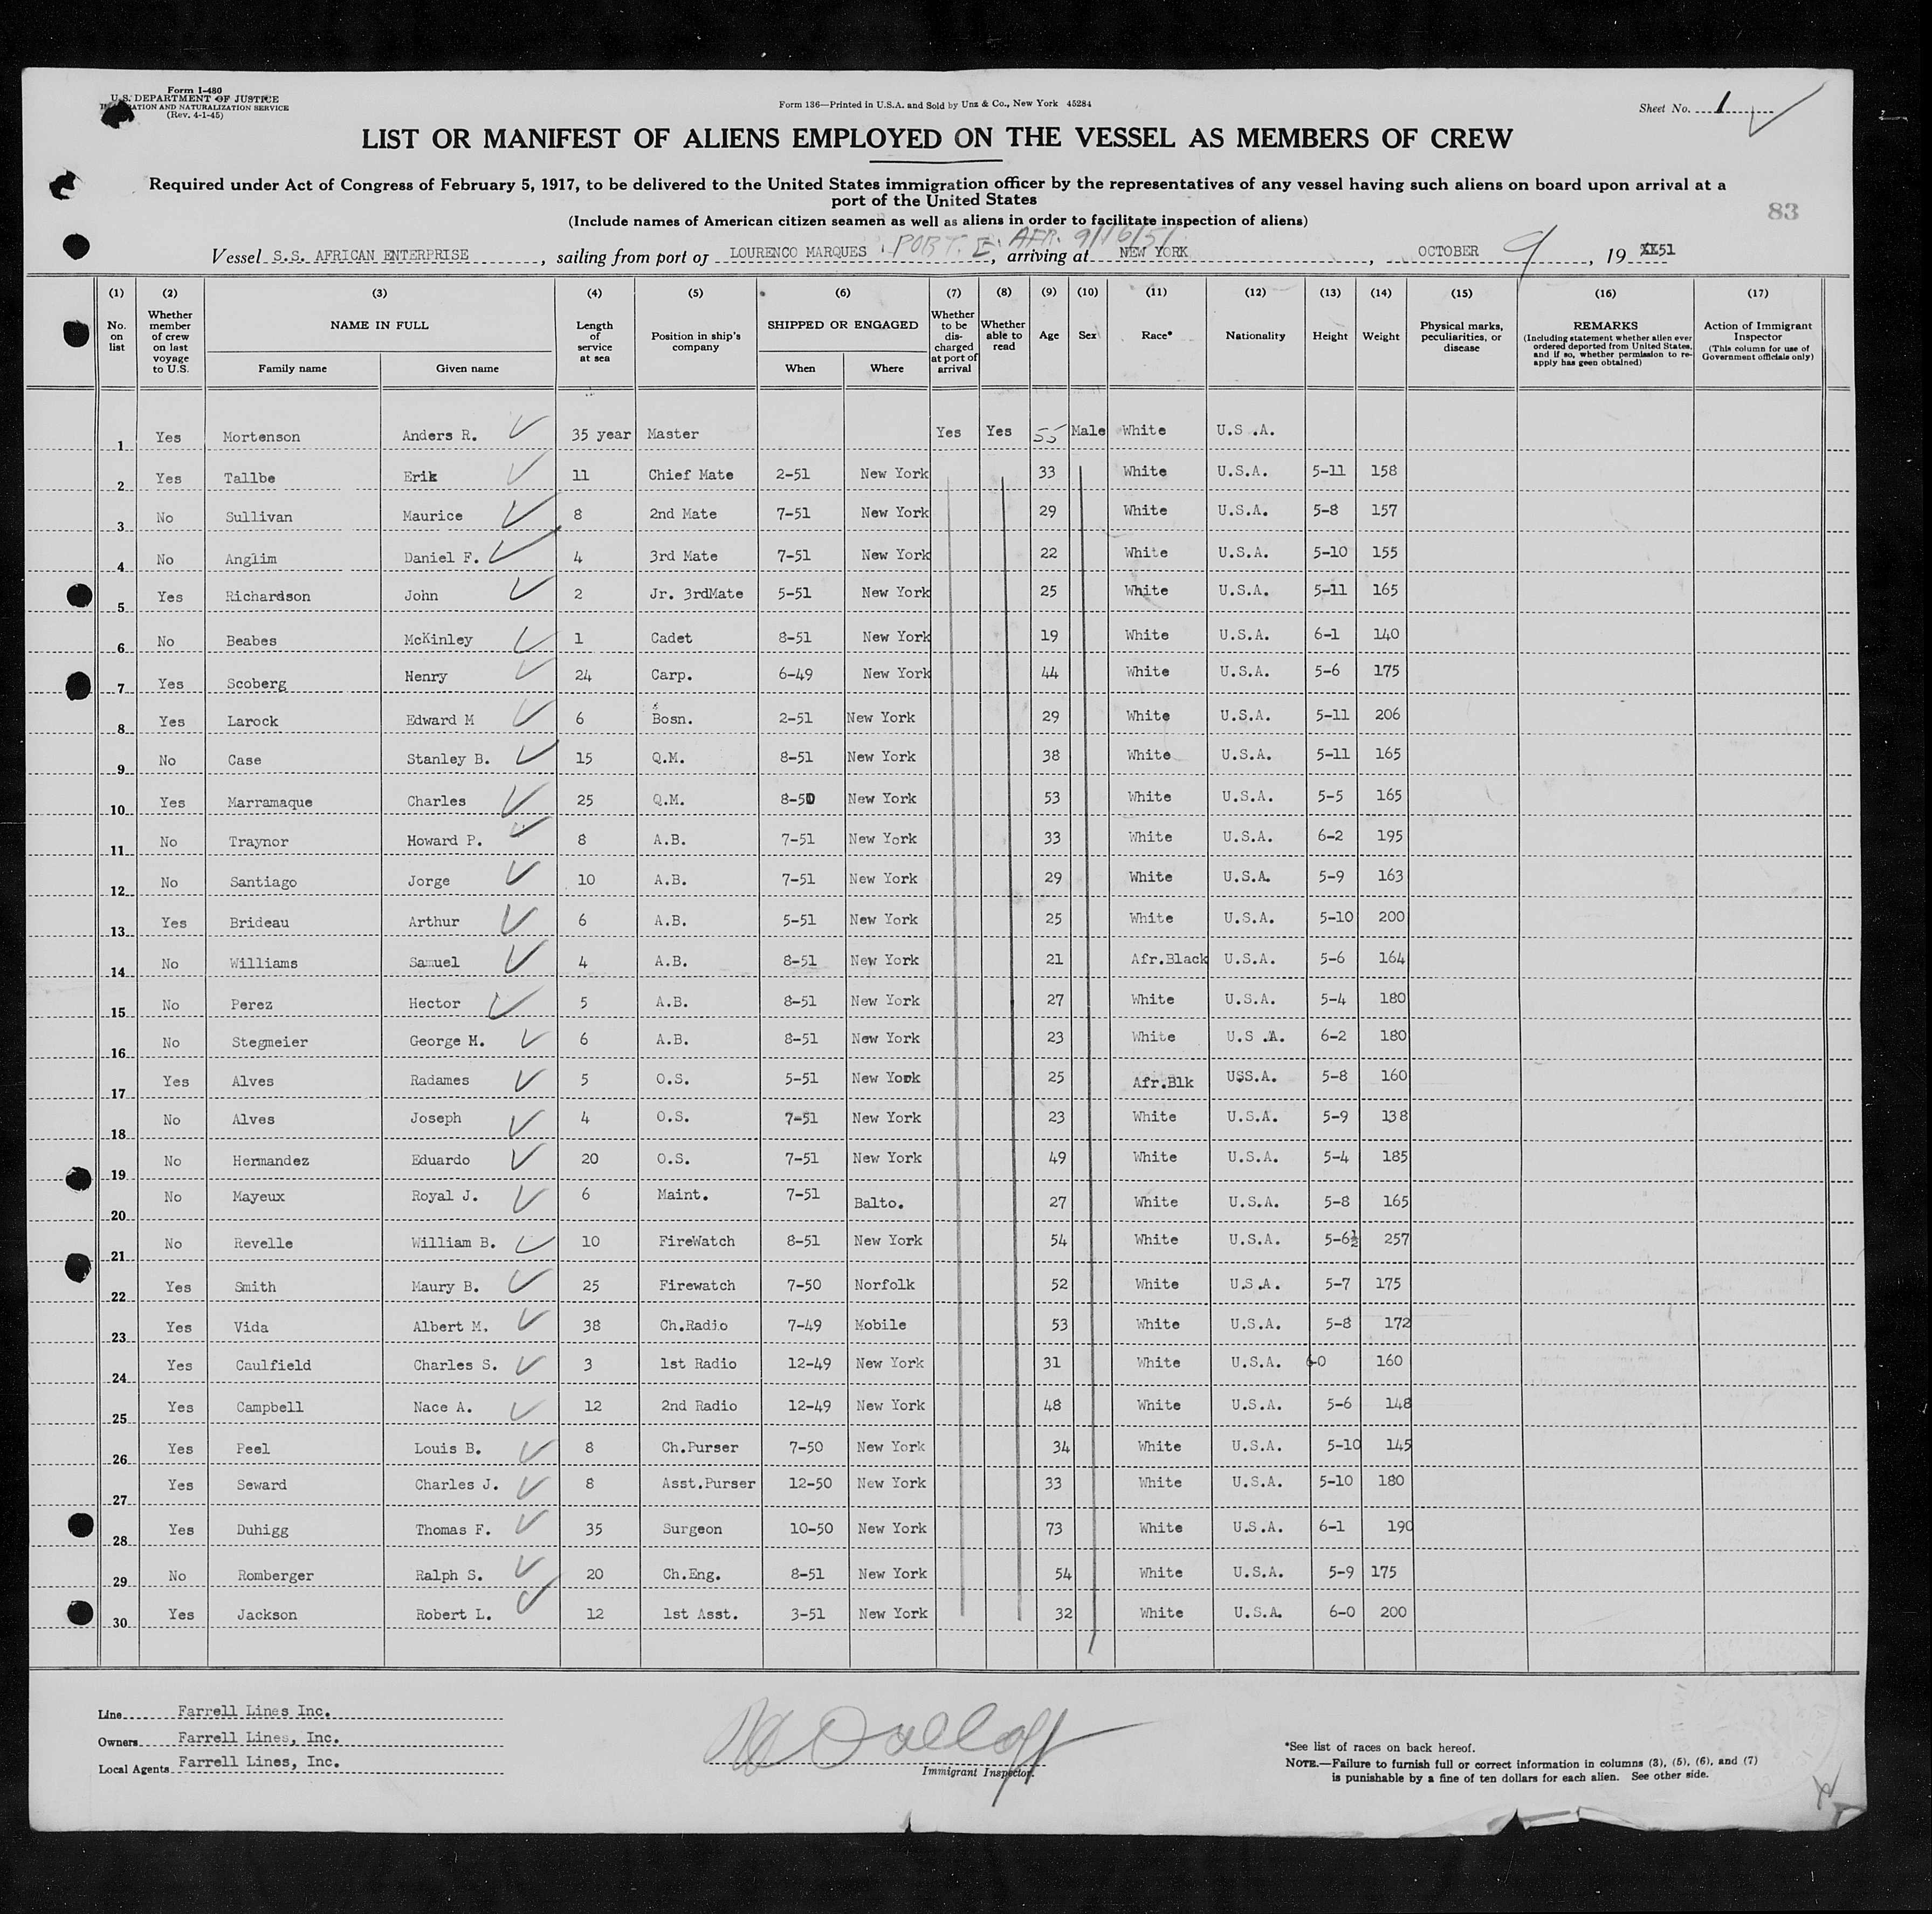 Form I-480
U.S. DEPARTMENT OF JUSTICE
AND NATURALIZATION SERVICE
(Rev. 4-1-45)
Form 136—Printed in U.S.A. and Sold by Unz & Co., New York 45284
Sheet No. 1
LIST OR MANIFEST OF ALIENS EMPLOYED ON THE VESSEL AS MEMBERS OF CREW
Required under Act of Congress of February 5, 1917, to be delivered to the United States immigration officer by the representatives of any vessel having such aliens on board upon arrival at a
port of the United States
(Include names of American citizen seamen as well as aliens in order to facilitate inspection of aliens)
83
Vessel S.S. AFRICAN ENTERPRISE, sailing from port of LOURENCO MARQUES PORT. E. AFR. 9/16/51, arriving at NEW YORK, OCTOBER 9, 19 51
(1) (2) (3) (4) (5) (6) (7) (8) (9) (10) (11) (12) (13) (14) (15) (16) (17)
No. on list
Whether member of crew on last voyage to U.S.
NAME IN FULL
Family name
Given name
Length of service at sea
Position in ship's company
SHIPPED OR ENGAGED
When
Where
Whether to be discharged at port of arrival
Whether able to read
Age
Sex
Race*
Nationality
Height
Weight
Physical marks, peculiarities, or disease
REMARKS
(Including statement whether alien ever ordered deported from United States, and if so, whether permission to re-apply has geen obtained)
Action of Immigrant Inspector
(This column for use of Government officials only)
1 Yes Mortenson Anders R. 35 year Master Yes Yes 55 Male White U.S .A.
2 Yes Tallbe Erik 11 Chief Mate 2-51 New York 33 White U.S.A. 5-11 158
3 No Sullivan Maurice 8 2nd Mate 7-51 New York 29 White U.S.A. 5-8 157
4 No Anglim Daniel F. 4 3rd Mate 7-51 New York 22 White U.S.A. 5-10 155
5 Yes Richardson John 2 Jr. 3rdMate 5-51 New York 25 White U.S.A. 5-11 165
6 No Beabes McKinley 1 Cadet 8-51 New York 19 White U.S.A. 6-1 140
7 Yes Scoberg Henry 24 Carp. 6-49 New York 44 White U.S.A. 5-6 175
8 Yes Larock Edward M 6 Bosn. 2-51 New York 29 White U.S.A. 5-11 206
9 No Case Stanley B. 15 Q.M. 8-51 New York 38 White U.S.A. 5-11 165
10 Yes Marramaque Charles 25 Q.M. 8-50 New York 53 White U.S.A. 5-5 165
11 No Traynor Howard P. 8 A.B. 7-51 New York 33 White U.S.A. 6-2 195
12 No Santiago Jorge 10 A.B. 7-51 New York 29 White U.S.A. 5-9 163
13 Yes Brideau Arthur 6 A.B. 5-51 New York 25 White U.S.A. 5-10 200
14 No Williams Samuel 4 A.B. 8-51 New York 21 Afr.Black U.S.A. 5-6 164
15 No Perez Hector 5 A.B. 8-51 New York 27 White U.S.A. 5-4 180
16 No Stegmeier George M. 6 A.B. 8-51 New York 23 White U.S .A. 6-2 180
17 Yes Alves Radames 5 O.S. 5-51 New York 25 Afr.Blk USS.A. 5-8 160
18 No Alves Joseph 4 O.S. 7-51 New York 23 White U.S.A. 5-9 138
19 No Hermandez Eduardo 20 O.S. 7-51 New York 49 White U.S.A. 5-4 185
20 No Mayeux Royal J. 6 Maint. 7-51 Balto. 27 White U.S.A. 5-8 165
21 No Revelle William B. 10 FireWatch 8-51 New York 54 White U.S.A. 5-6½ 257
22 Yes Smith Maury B. 25 Firewatch 7-50 Norfolk 52 White U.S.A. 5-7 175
23 Yes Vida Albert M. 38 Ch.Radio 7-49 Mobile 53 White U.S.A. 5-8 172
24 Yes Caulfield Charles S. 3 1st Radio 12-49 New York 31 White U.S.A. 6-0 160
25 Yes Campbell Nace A. 12 2nd Radio 12-49 New York 48 White U.S.A. 5-6 148
26 Yes Peel Louis B. 8 Ch.Purser 7-50 New York 34 White U.S.A. 5-10 145
27 Yes Seward Charles J. 8 Asst.Purser 12-50 New York 33 White U.S.A. 5-10 180
28 Yes Duhigg Thomas F. 35 Surgeon 10-50 New York 73 White U.S.A. 6-1 190
29 No Romberger Ralph S. 20 Ch.Eng. 8-51 New York 54 White U.S.A. 5-9 175
30 Yes Jackson Robert L. 12 1st Asst. 3-51 New York 32 White U.S.A. 6-0 200
Line Farrell Lines Inc.
Owners Farrell Lines, Inc.
Local Agents Farrell Lines, Inc.
Immigrant Inspector.
*See list of races on back hereof.
NOTE.—Failure to furnish full or correct information in columns (3), (5), (6), and (7)
is punishable by a fine of ten dollars for each alien. See other side.